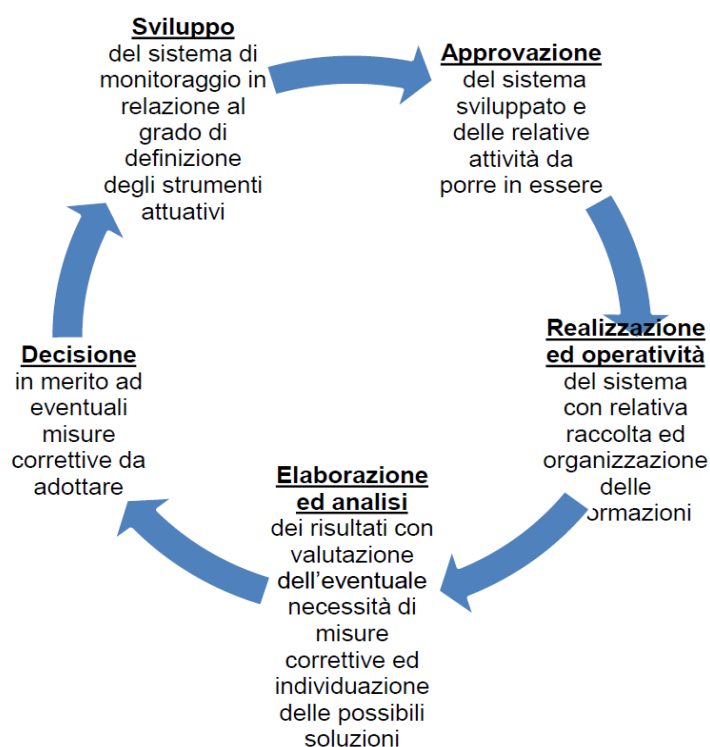 Sviluppo
del sistema di
monitoraggio in
relazione al
grado di
definizione
degli strumenti
attuativi
Approvazione
del sistema
sviluppato e
delle relative
attività da
porre in essere
Realizzazione
ed operatività
del sistema
con relativa
raccolta ed
organizzazione
delle
ormazioni
Elaborazione
ed analisi
dei risultati con
valutazione
dell'eventuale
necessità di
misure
correttive ed
individuazione
delle possibili
soluzioni
Decisione
in merito ad
eventuali
misure
correttive da
adottare